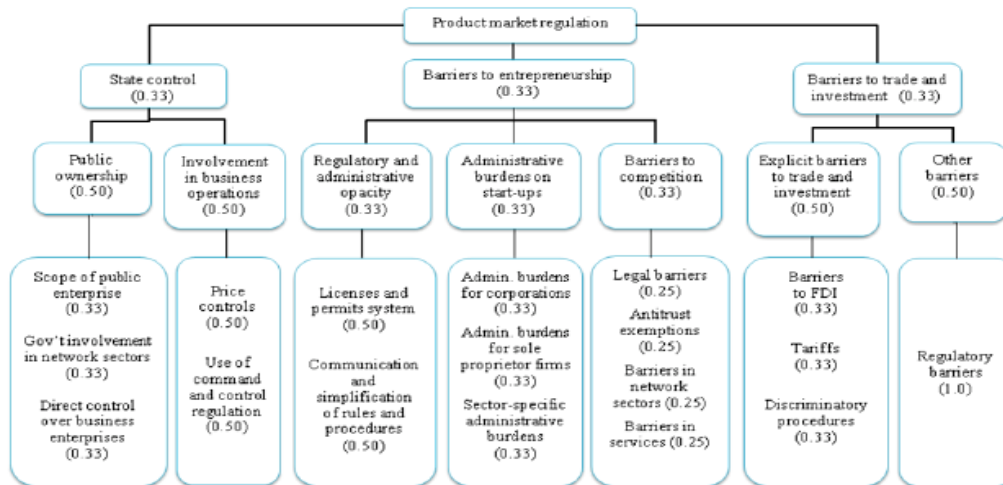 Product market regulation
State control
(0.33)
Barriers to entrepreneurship
(0.33)
Barriers to trade and
investment (0.33)
Public
ownership
(0.50)
Involvement
in business
operations
(0.50)
Regulatory and
administrative
opacity
(0.33)
Administrative
burdens on
start-ups
(0.33)
Barriers to
competition
(0.33)
Explicit barriers
to trade and
investment
(0.50)
Other
barriers
(0.50)
Scope of public
enterprise
(0.33)
Gov't involvement
in network sectors
(0.33)
Direct control
over business
enterprises
(0.33)
Price
controls
(0.50)
Use of
command
and control
regulation
(0.50)
Licenses and
permits system
(0.50)
Communication
and
simplification
of rules and
procedures
(0.50)
Admin. burdens
for corporations
(0.33)
Admin. burdens
for sole
proprietor firms
(0.33)
Sector-specific
administrative
burdens
(0.33)
Legal barriers
(0.25)
Antitrust
exemptions
(0.25)
Barriers in
network
sectors (0.25)
Barriers in
services (0.25)
Barriers
to FDI
(0.33)
Tariffs
(0.33)
Discriminatory
procedures
(0.33)
Regulatory
barriers
(1.0)